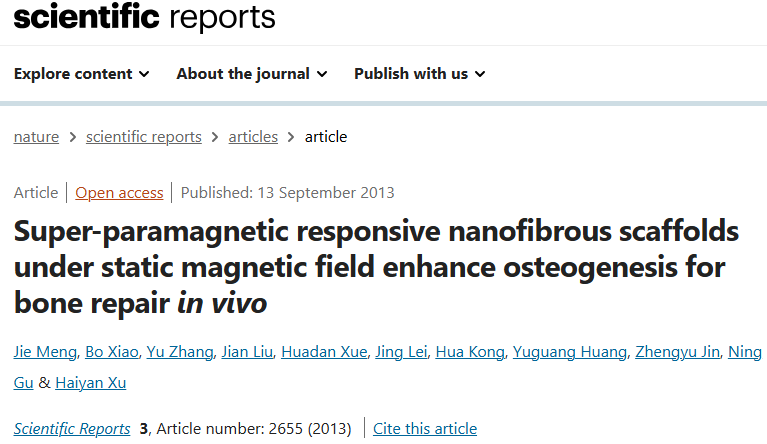 scientific reports
Explore content About the journal Publish with us
nature > scientific reports > articles > article
Article | Open access | Published: 13 September 2013
Super-paramagnetic responsive nanofibrous scaffolds
under static magnetic field enhance osteogenesis for
bone repair in vivo
Jie Meng, Bo Xiao, Yu Zhang, Jian Liu, Huadan Xue, Jing Lei, Hua Kong, Yuguang Huang, Zhengyu Jin, Ning
Gu & Haiyan Xu
Scientific Reports 3, Article number: 2655 (2013) | Cite this article